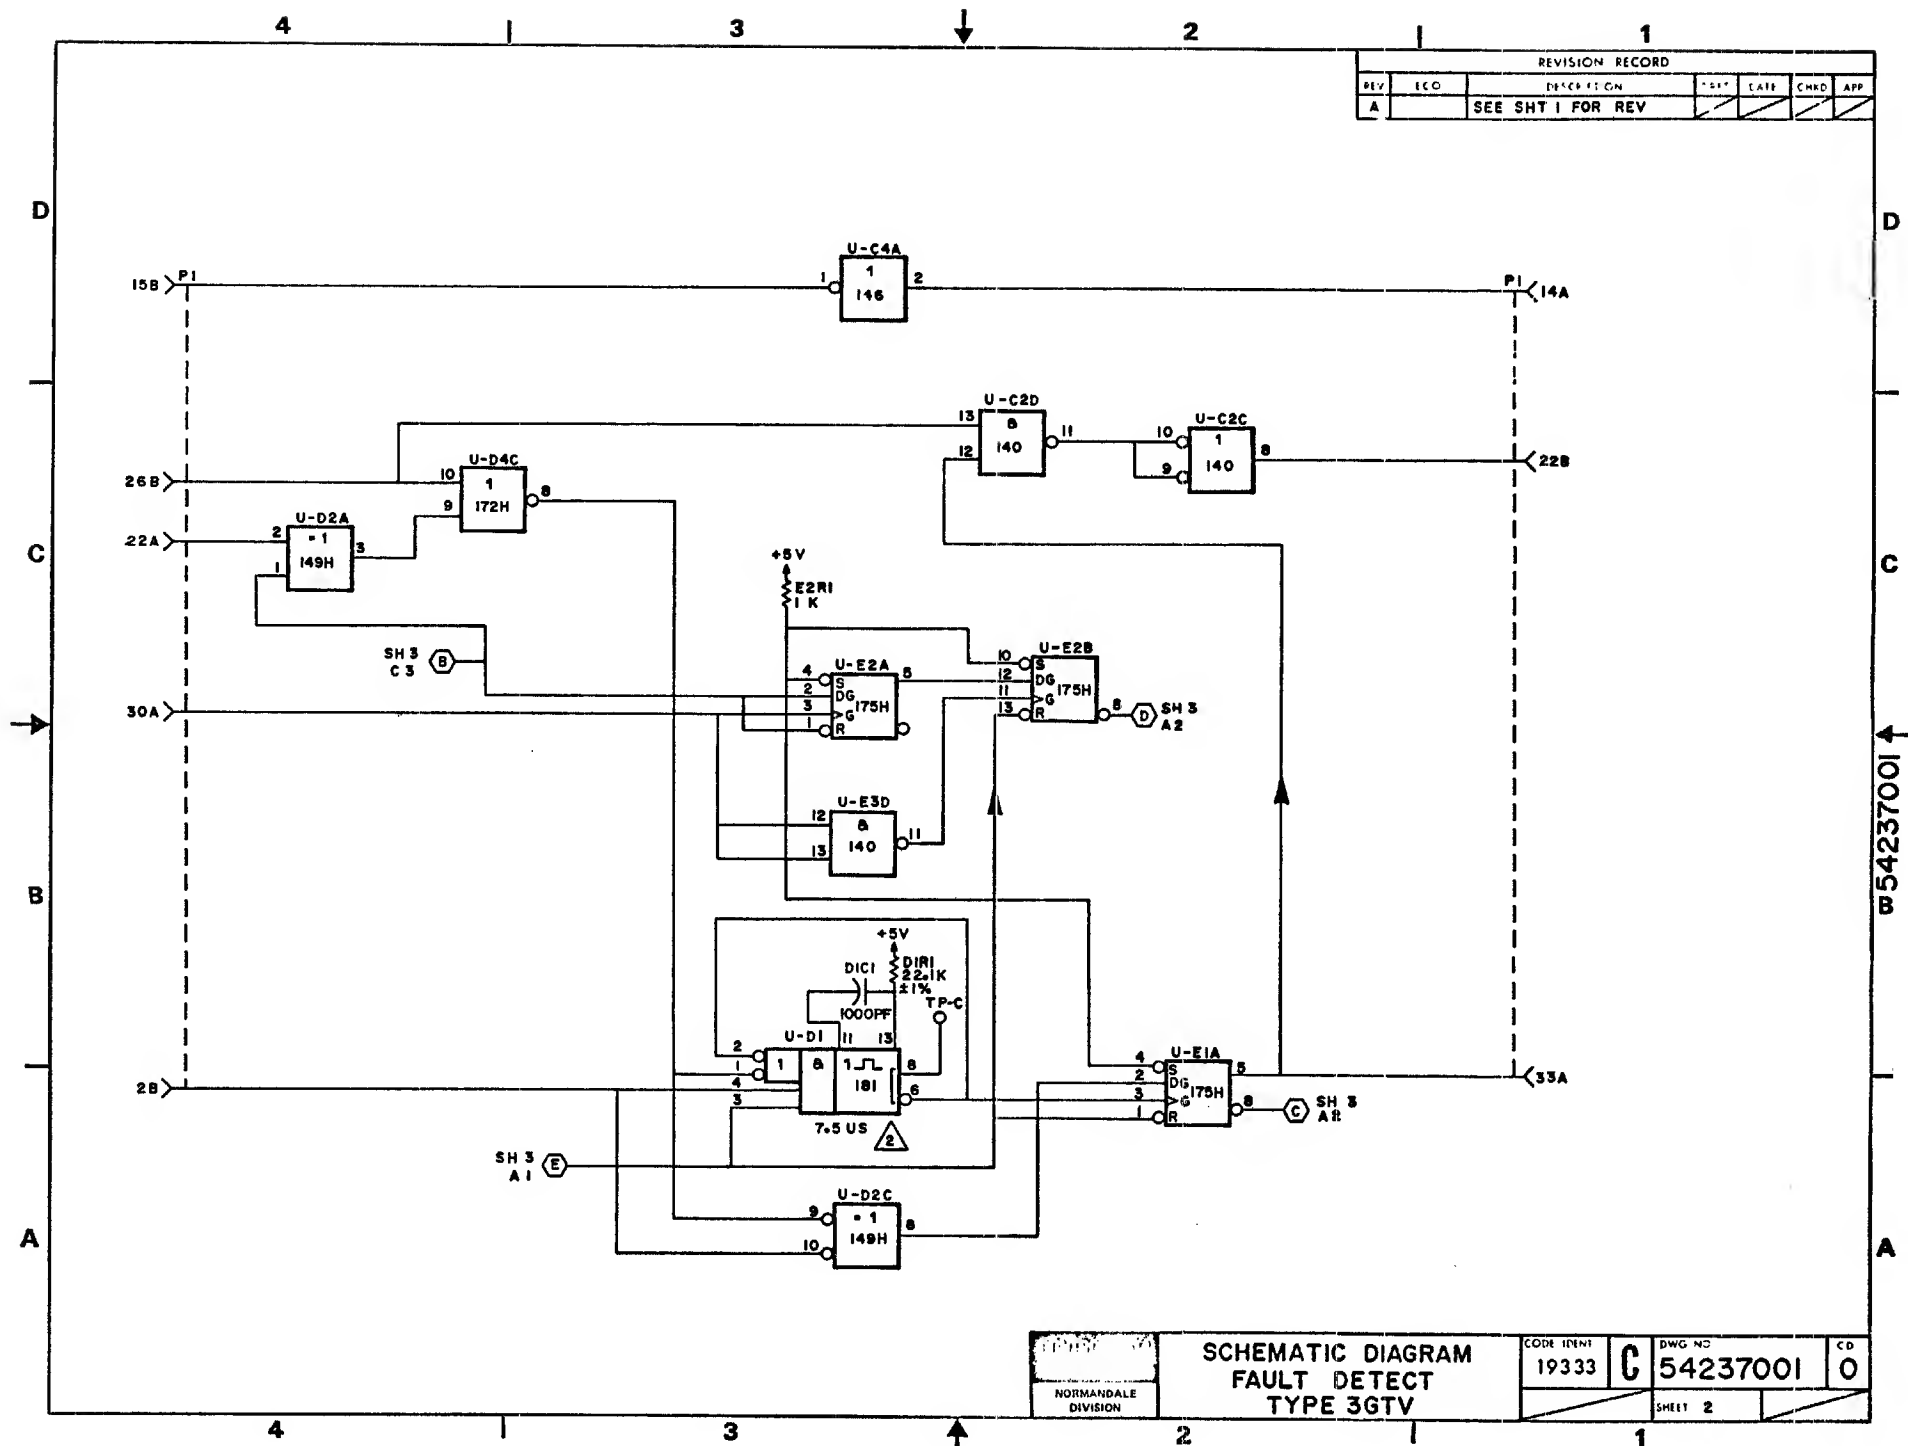 4 3 2 1
REVISION RECORD
REV ECO DESCRIPTION DATE CHKD APP
A SEE SHT 1 FOR REV
D D
U-C4A
15B P1 1 1 2 P1 14A
146
U-C2D
13 & 11
12 140
U-C2C
10 1 8 22B
9 140
U-D4C
26B 10 1 8
9 172H
U-D2A
22A 2 = 1 3
1 149H
C C
+5V
E2R1
1 K
SH 3
C 3
B
U-E2A
4 S 5
2 DG
3 G 175H
1 R
U-E2B
10 S
12 DG
11 G 175H
13 R 8 D SH 3
A 2
30A
U-E3D
12 & 11
13 140
B B
54237001
+5V
D1R1
22.1K
±1%
D1C1
1000PF
TP-C
U-D1 11 13
2 1 & 1 8
1 181
4 6
3
7.5 US 2
2B
U-E1A
4 S 5 33A
2 DG
3 G 175H
1 R 8 C SH 3
A2
SH 3
A 1
E
U-D2C
9 = 1 8
10 149H
A A
NORMANDALE
DIVISION
SCHEMATIC DIAGRAM
FAULT DETECT
TYPE 3GTV
CODE IDENT
19333
C
DWG NO
54237001
CD
0
SHEET 2
4 3 2 1